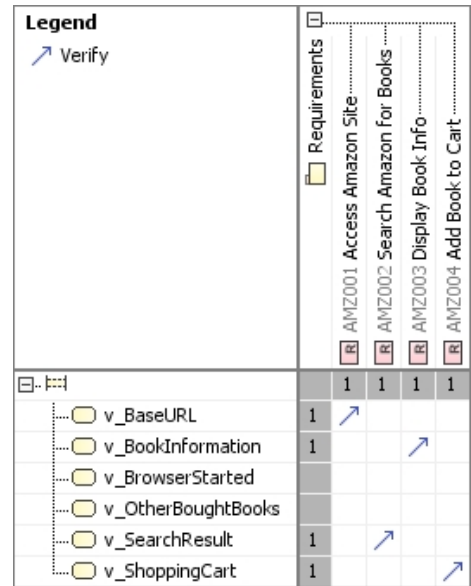 Legend
Verify
Requirements
AMZ001 Access Amazon Site
AMZ002 Search Amazon for Books
AMZ003 Display Book Info
AMZ004 Add Book to Cart
R R R R
1 1 1 1
v_BaseURL 1
v_BookInformation 1
v_BrowserStarted
v_OtherBoughtBooks
v_SearchResult 1
v_ShoppingCart 1